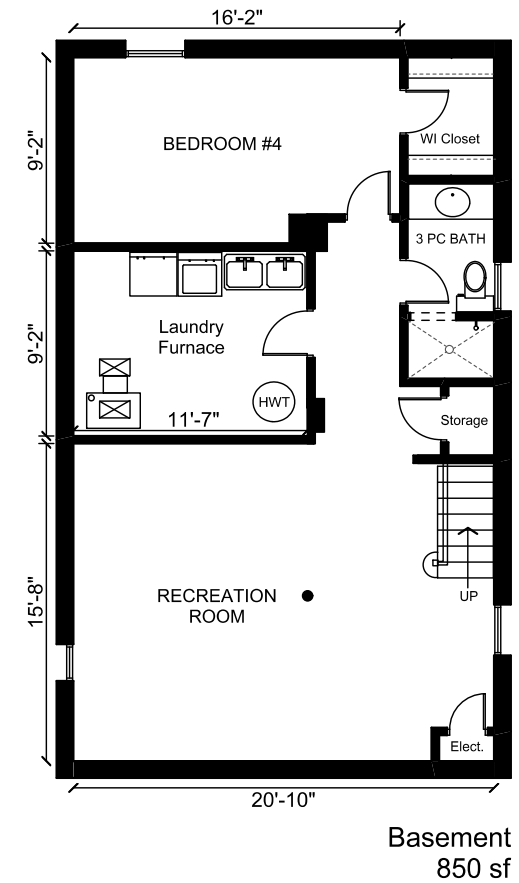 16'-2"
BEDROOM #4
WI Closet
9'-2"
3 PC BATH
Laundry
Furnace
9'-2"
HWT
11'-7"
Storage
RECREATION
ROOM
UP
15'-8"
Elect.
20'-10"
Basement
850 sf